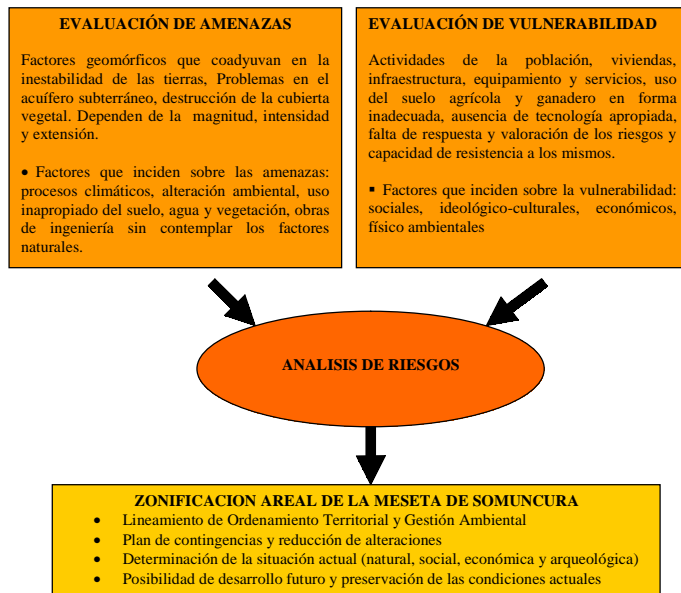 EVALUACIÓN DE AMENAZAS
Factores geomórficos que coadyuvan en la
inestabilidad de las tierras, Problemas en el
acuífero subterráneo, destrucción de la cubierta
vegetal. Dependen de la magnitud, intensidad
y extensión.
• Factores que inciden sobre las amenazas:
procesos climáticos, alteración ambiental, uso
inapropiado del suelo, agua y vegetación, obras
de ingeniería sin contemplar los factores
naturales.
EVALUACIÓN DE VULNERABILIDAD
Actividades de la población, viviendas,
infraestructura, equipamiento y servicios, uso
del suelo agrícola y ganadero en forma
inadecuada, ausencia de tecnología apropiada,
falta de respuesta y valoración de los riesgos y
capacidad de resistencia a los mismos.
▪ Factores que inciden sobre la vulnerabilidad:
sociales, ideológico-culturales, económicos,
físico ambientales
ANALISIS DE RIESGOS
ZONIFICACION AREAL DE LA MESETA DE SOMUNCURA
• Lineamiento de Ordenamiento Territorial y Gestión Ambiental
• Plan de contingencias y reducción de alteraciones
• Determinación de la situación actual (natural, social, económica y arqueológica)
• Posibilidad de desarrollo futuro y preservación de las condiciones actuales